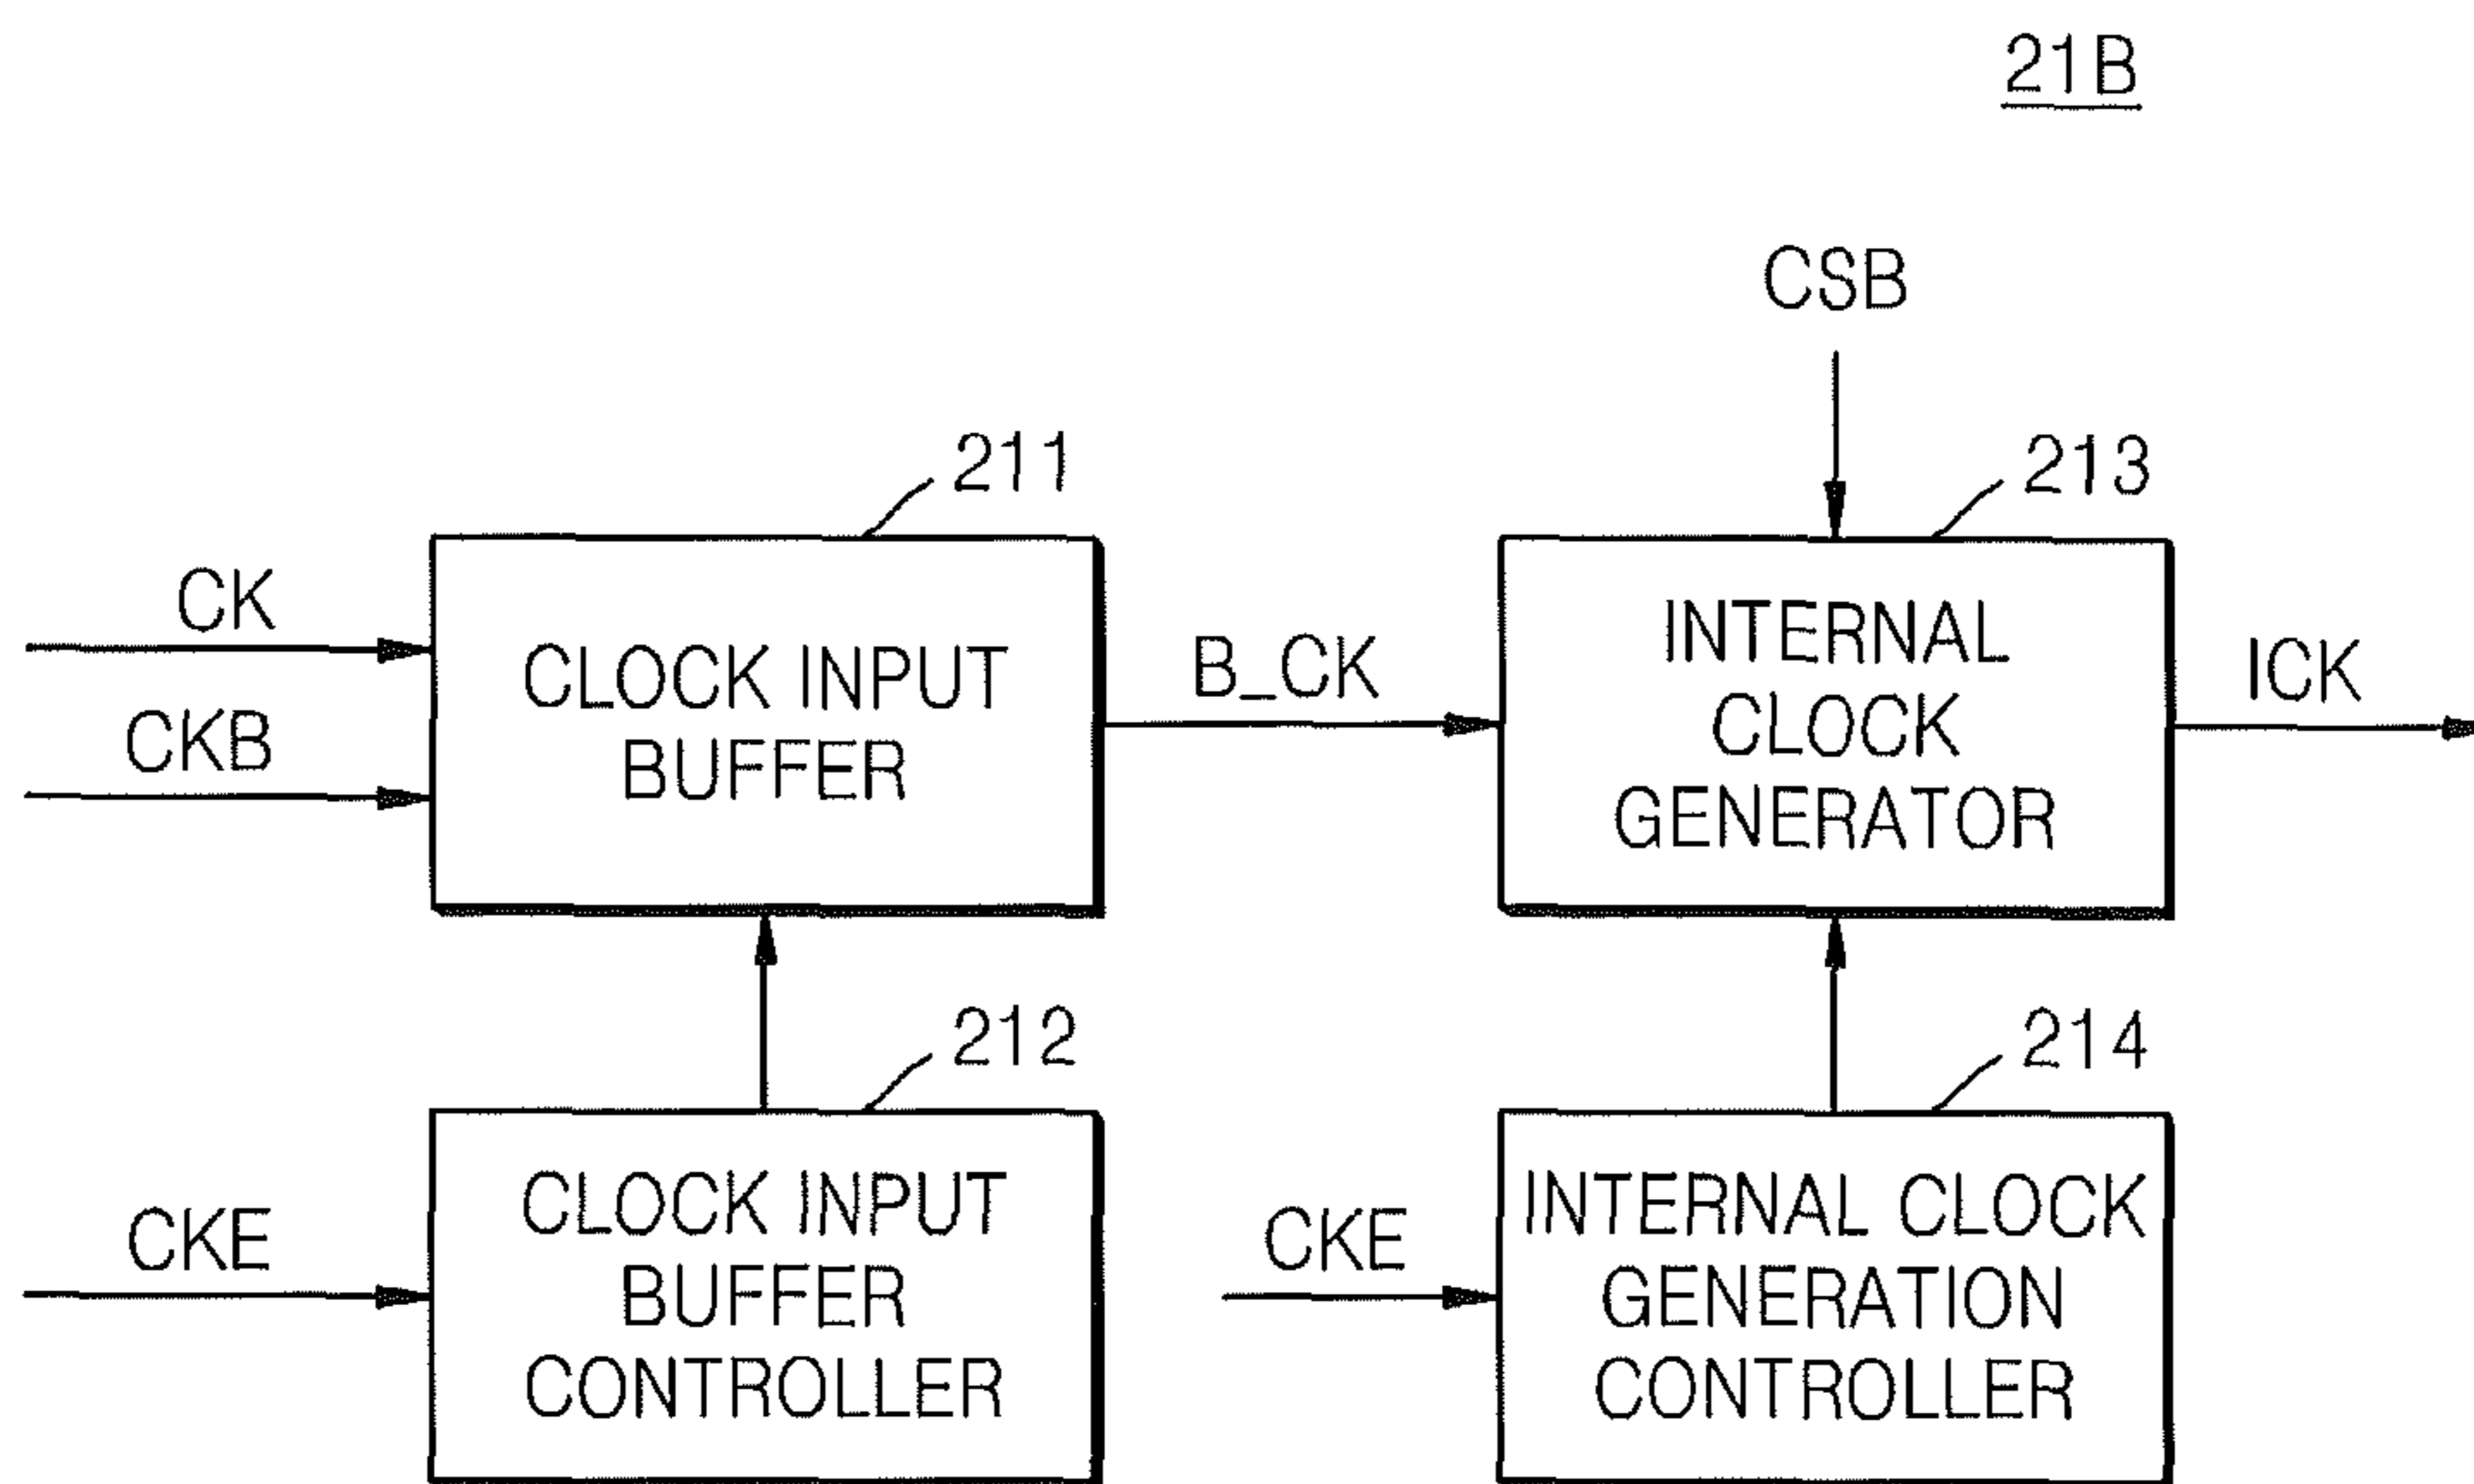 21B
CSB
211
213
CK
CKB
CLOCK INPUT
BUFFER
B_CK
INTERNAL
CLOCK
GENERATOR
ICK
212
214
CKE
CLOCK INPUT
BUFFER
CONTROLLER
CKE
INTERNAL CLOCK
GENERATION
CONTROLLER